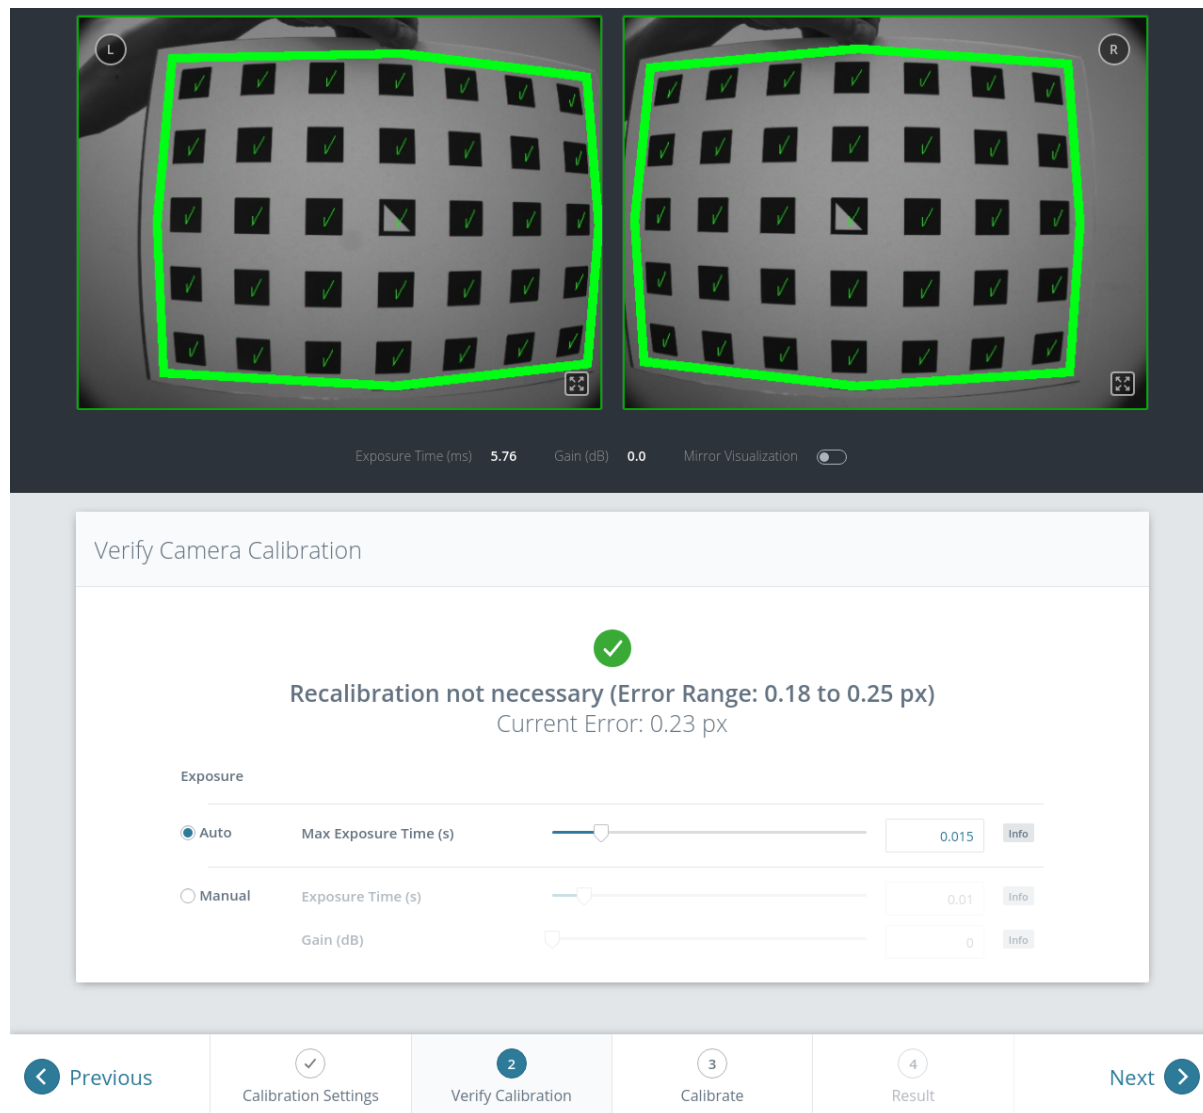 L
R
Exposure Time (ms) 5.76 Gain (dB) 0.0 Mirror Visualization
Verify Camera Calibration
Recalibration not necessary (Error Range: 0.18 to 0.25 px)
Current Error: 0.23 px
Exposure
Auto Max Exposure Time (s) 0.015 Info
Manual Exposure Time (s) 0.01 Info
Gain (dB) 0 Info
Previous
Calibration Settings
2
Verify Calibration
3
Calibrate
4
Result
Next